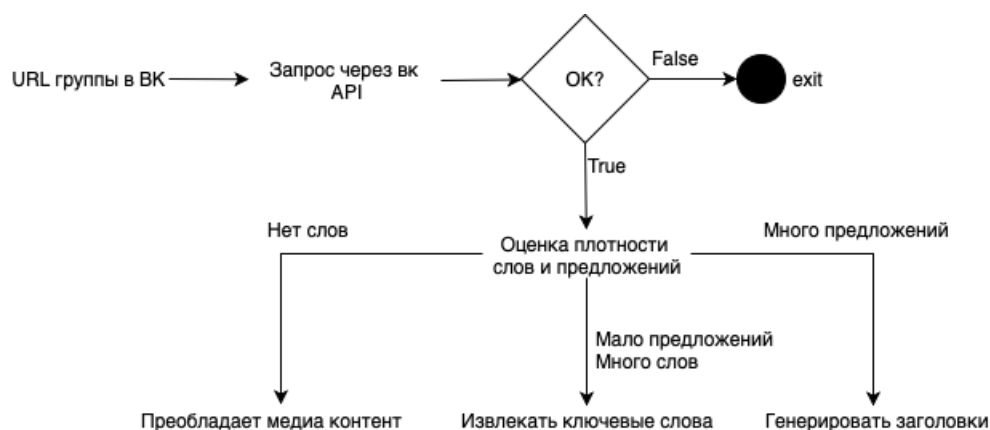 URL группы в ВК
Запрос через вк
API
OK?
False
exit
True
Нет слов
Оценка плотности
слов и предложений
Много предложений
Мало предложений
Много слов
Преобладает медиа контент
Извлекать ключевые слова
Генерировать заголовки